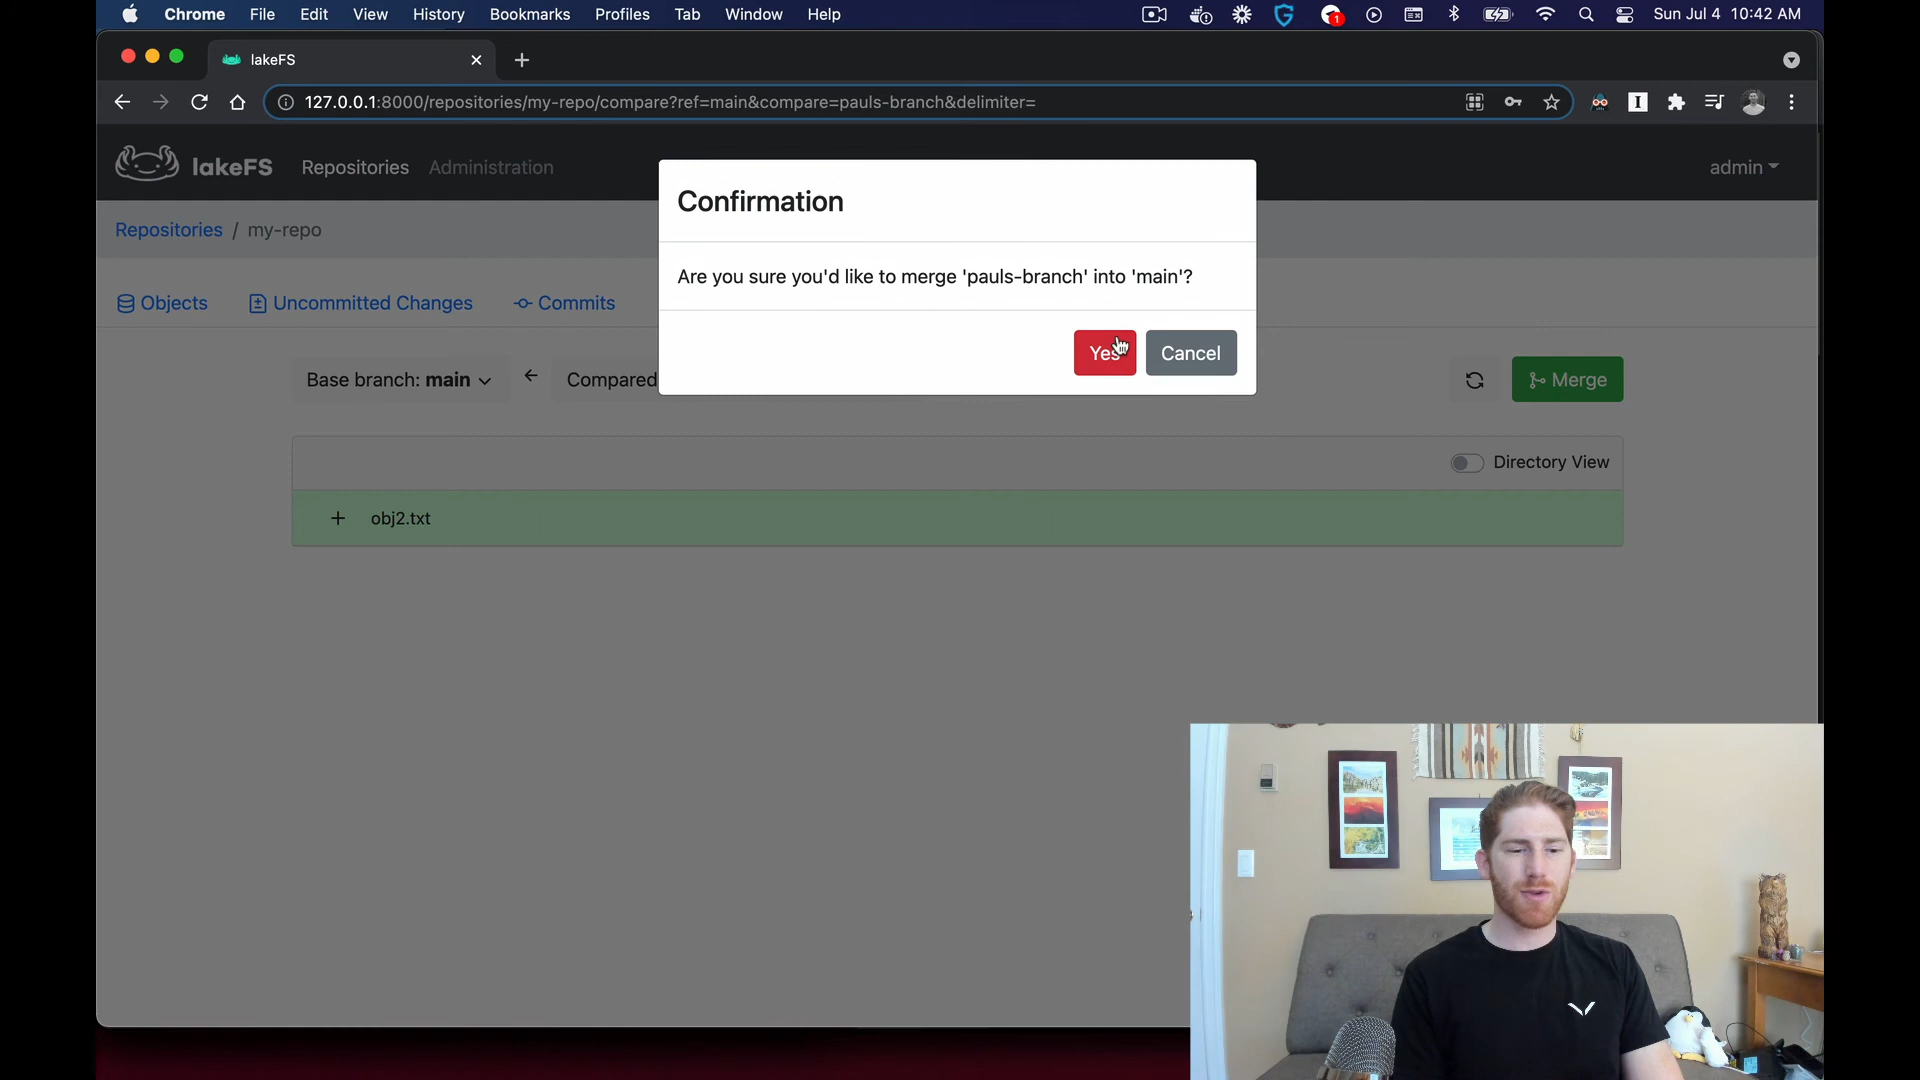 Chrome File Edit View History Bookmarks Profiles Tab Window Help 1 Sun Jul 4 10:42 AM
lakeFS
127.0.0.1:8000/repositories/my-repo/compare?ref=main&compare=pauls-branch&delimiter=
lakeFS Repositories Administration admin
Repositories / my-repo
Confirmation
Are you sure you'd like to merge 'pauls-branch' into 'main'?
Yes Cancel
Objects Uncommitted Changes Commits
Base branch: main Compared Merge
Directory View
+ obj2.txt